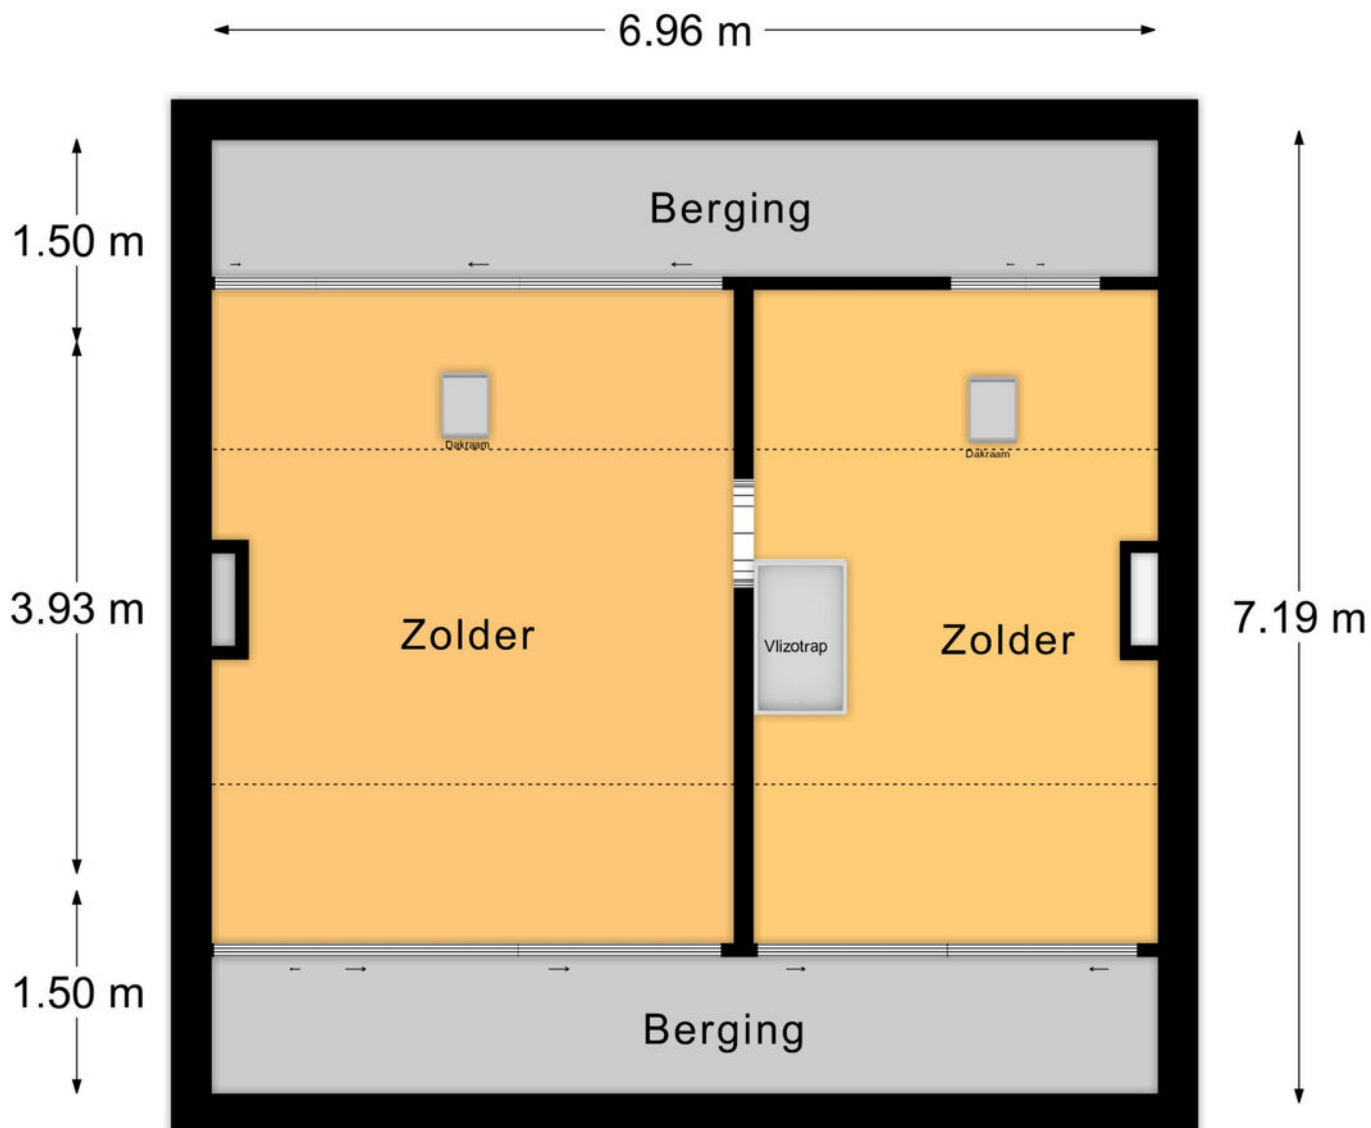 6.96 m
Berging
1.50 m
Dakraam
Dakraam
3.93 m
Zolder
Vlizotrap
Zolder
7.19 m
1.50 m
Berging